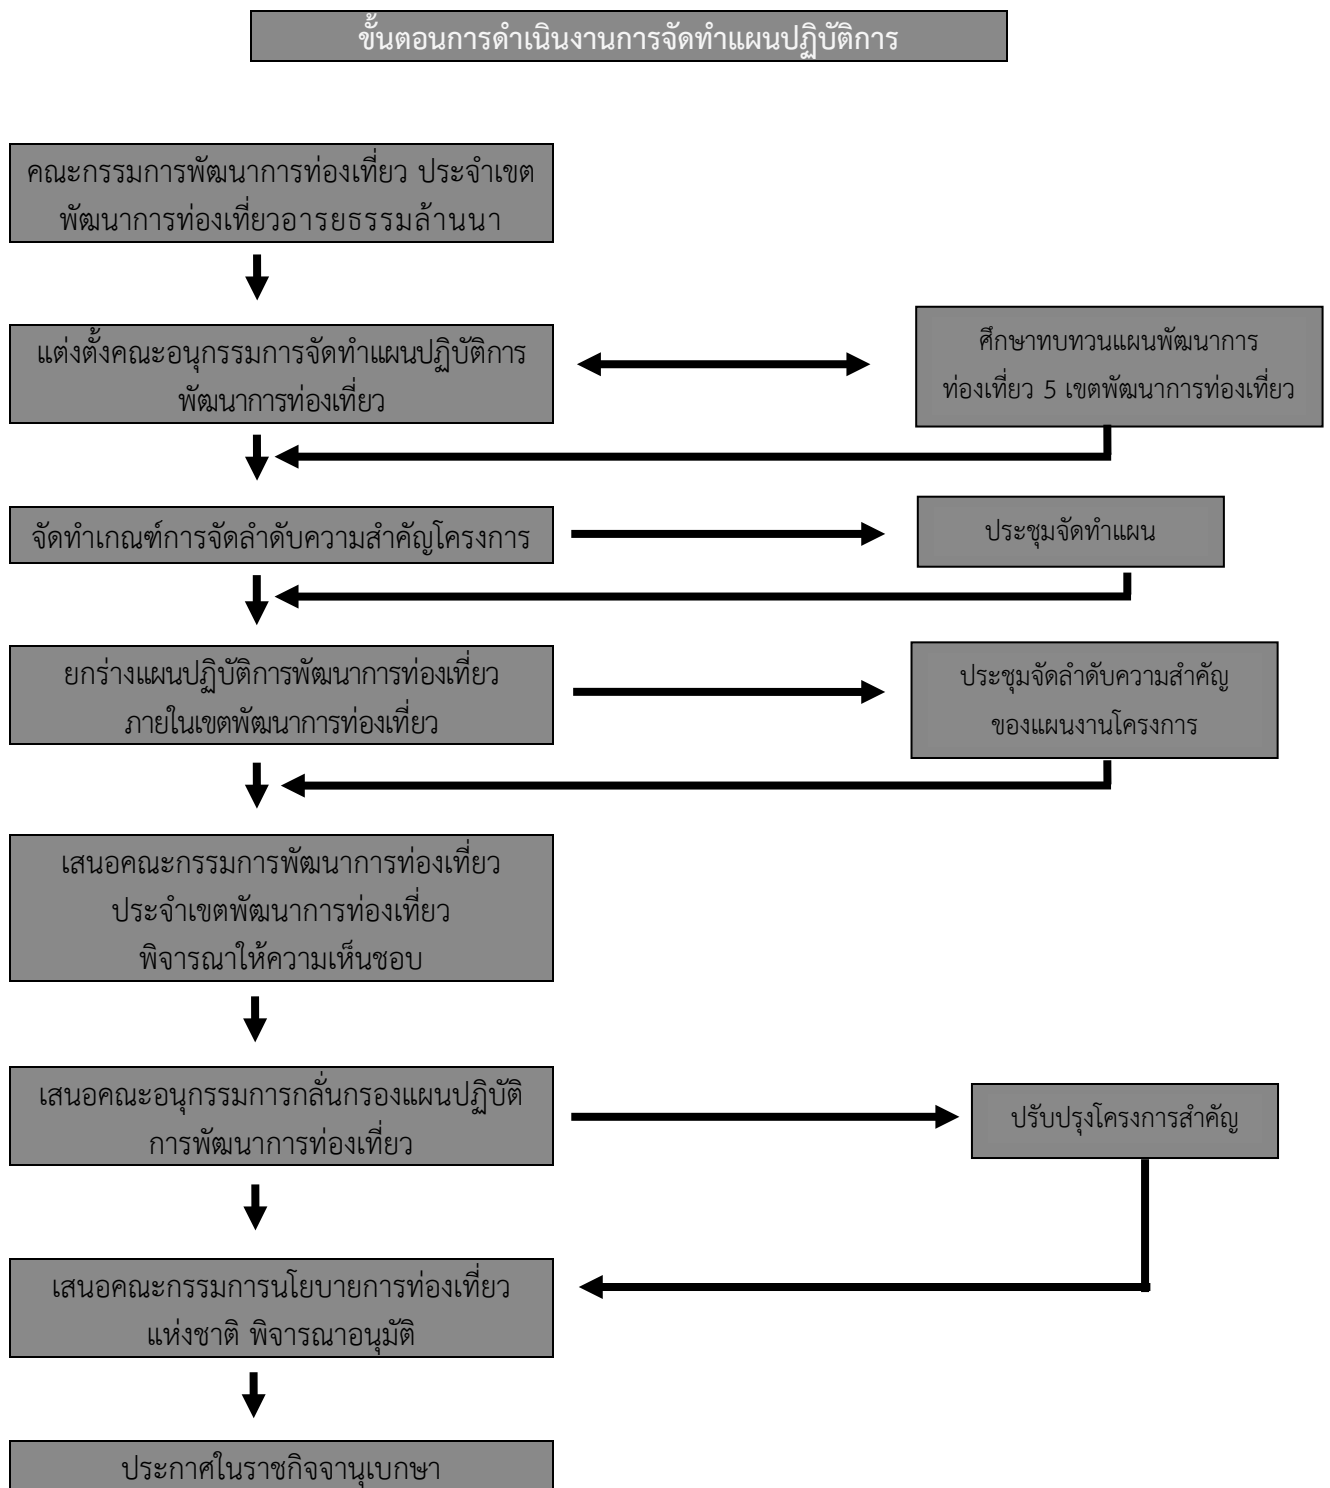 ขั้นตอนการดำเนินงานการจัดทำแผนปฏิบัติการ
คณะกรรมการพัฒนาการท่องเที่ยว ประจำเขต
พัฒนาการท่องเที่ยวอารยธรรมล้านนา
แต่งตั้งคณะอนุกรรมการจัดทำแผนปฏิบัติการ
พัฒนาการท่องเที่ยว
ศึกษาทบทวนแผนพัฒนาการ
ท่องเที่ยว 5 เขตพัฒนาการท่องเที่ยว
จัดทำเกณฑ์การจัดลำดับความสำคัญโครงการ
ประชุมจัดทำแผน
ยกร่างแผนปฏิบัติการพัฒนาการท่องเที่ยว
ภายในเขตพัฒนาการท่องเที่ยว
ประชุมจัดลำดับความสำคัญ
ของแผนงานโครงการ
เสนอคณะกรรมการพัฒนาการท่องเที่ยว
ประจำเขตพัฒนาการท่องเที่ยว
พิจารณาให้ความเห็นชอบ
เสนอคณะอนุกรรมการกลั่นกรองแผนปฏิบัติ
การพัฒนาการท่องเที่ยว
ปรับปรุงโครงการสำคัญ
เสนอคณะกรรมการนโยบายการท่องเที่ยว
แห่งชาติ พิจารณาอนุมัติ
ประกาศในราชกิจจานุเบกษา